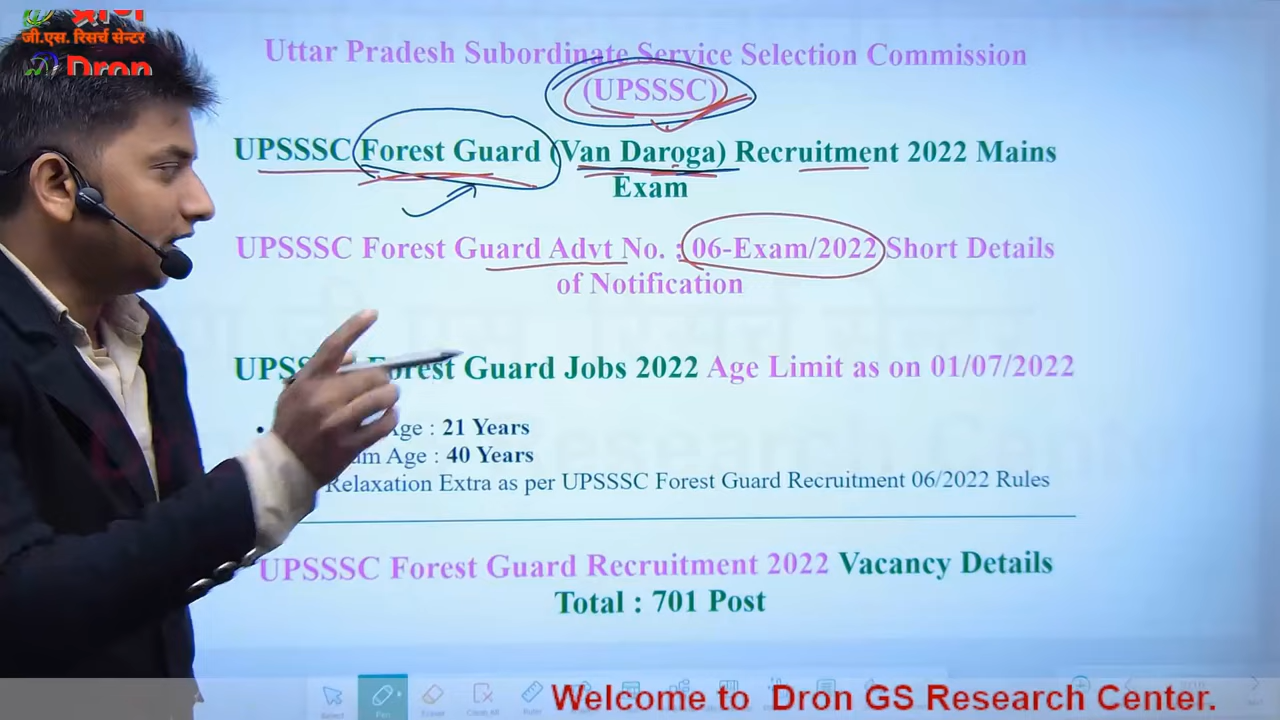 जी.एस. रिसर्च सेन्टर
Dron
Uttar Pradesh Subordinate Service Selection Commission
(UPSSSC)
UPSSSC Forest Guard (Van Daroga) Recruitment 2022 Mains
Exam
UPSSSC Forest Guard Advt No. : 06-Exam/2022 Short Details
of Notification
Forest Guard Jobs 2022 Age Limit as on 01/07/2022
Age : 21 Years
Age : 40 Years
Relaxation Extra as per UPSSSC Forest Guard Recruitment 06/2022 Rules
UPSSSC Forest Guard Recruitment 2022 Vacancy Details
Total : 701 Post
Welcome to Dron GS Research Center.